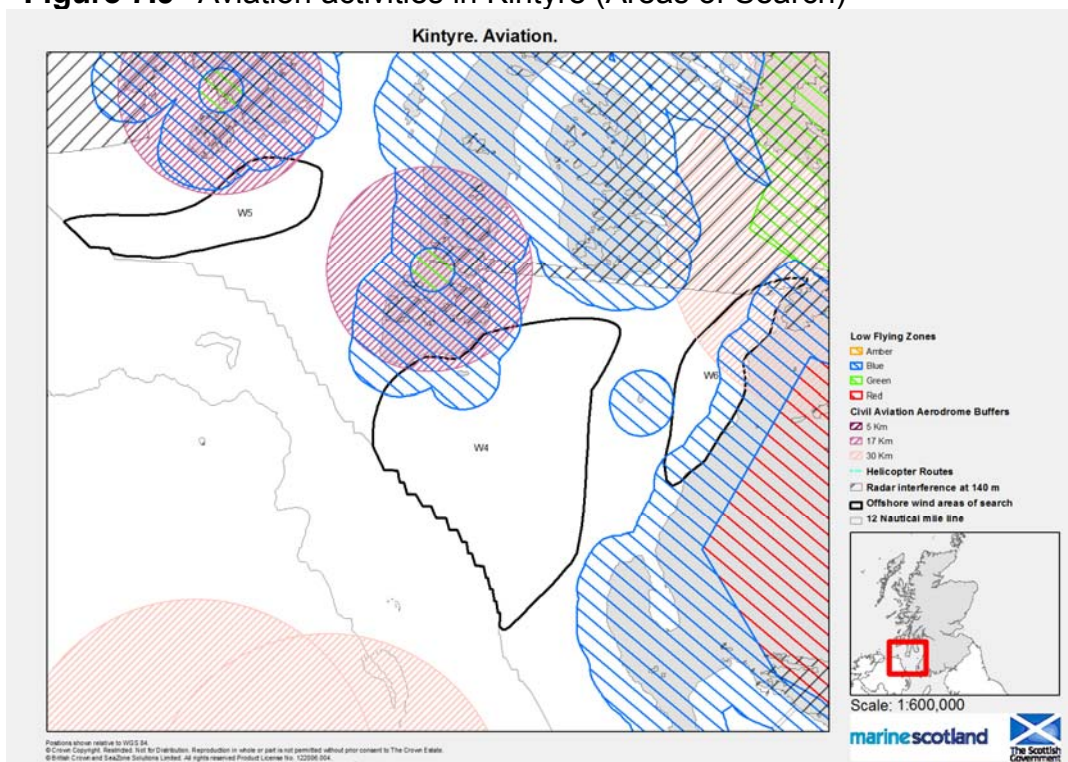 Figure 7.5 Aviation activities in Kintyre (Areas of Search)
Kintyre. Aviation.
W5
W4
W6
Low Flying Zones
Amber
Blue
Green
Red
Civil Aviation Aerodrome Buffers
5 Km
17 Km
30 Km
Helicopter Routes
Radar interference at 140 m
Offshore wind areas of search
12 Nautical mile line
Scale: 1:600,000
marinescotland
The Scottish
Government
Positions shown relative to WGS 84.
© Crown Copyright. Restricted. Not for Distribution. Reproduction in whole or part is not permitted without prior consent to The Crown Estate.
© British Crown and SeaZone Solutions Limited. All rights reserved Product License No. 122006.004.